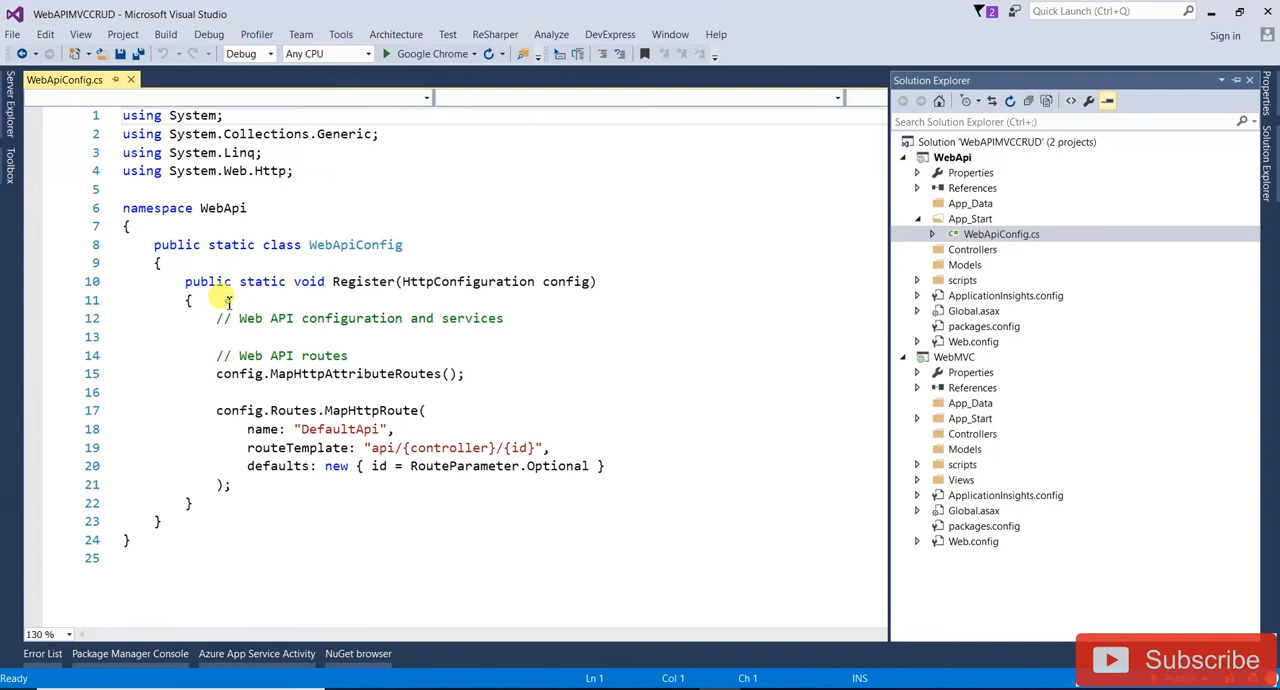 WebAPIMVCCRUD - Microsoft Visual Studio
2
Quick Launch (Ctrl+Q)
File Edit View Project Build Debug Profiler Team Tools Architecture Test ReSharper Analyze DevExpress Window Help
Sign in
Debug Any CPU Google Chrome
Server Explorer
Toolbox
WebApiConfig.cs
1 using System;
2 using System.Collections.Generic;
3 using System.Linq;
4 using System.Web.Http;
5
6 namespace WebApi
7 {
8 public static class WebApiConfig
9 {
10 public static void Register(HttpConfiguration config)
11 {
12 // Web API configuration and services
13
14 // Web API routes
15 config.MapHttpAttributeRoutes();
16
17 config.Routes.MapHttpRoute(
18 name: "DefaultApi",
19 routeTemplate: "api/{controller}/{id}",
20 defaults: new { id = RouteParameter.Optional }
21 );
22 }
23 }
24 }
25
130 %
Solution Explorer
Search Solution Explorer (Ctrl+;)
Solution 'WebAPIMVCCRUD' (2 projects)
WebApi
Properties
References
App_Data
App_Start
C# WebApiConfig.cs
Controllers
Models
scripts
ApplicationInsights.config
Global.asax
packages.config
Web.config
WebMVC
Properties
References
App_Data
App_Start
Controllers
Models
scripts
Views
ApplicationInsights.config
Global.asax
packages.config
Web.config
Properties
Solution Explorer
Error List Package Manager Console Azure App Service Activity NuGet browser
Subscribe
Ready Ln 1 Col 1 Ch 1 INS Publish